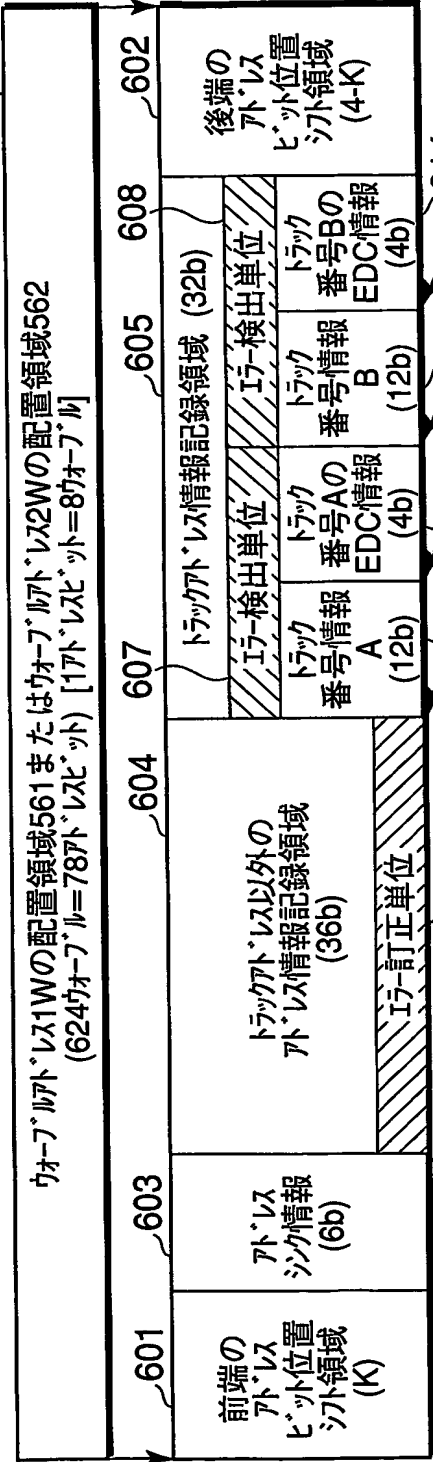 ウォーブルアドレス1Wの配置領域561またはウォーブルアドレス2Wの配置領域562
(624ウォーブル=78アドレスビット) [1アドレスビット=8ウォーブル]
601
603
604
607
605
608
602
前端の
アドレス
ビット位置
シフト領域
(K)
アドレス
シンク情報
(6b)
トラックアドレス以外の
アドレス情報記録領域
(36b)
エラー訂正単位
トラックアドレス情報記録領域 (32b)
エラー検出単位
エラー検出単位
トラック
番号情報
A
(12b)
トラック
番号Aの
EDC情報
(4b)
トラック
番号情報
B
(12b)
トラック
番号Bの
EDC情報
(4b)
後端の
アドレス
ビット位置
シフト領域
(4-K)